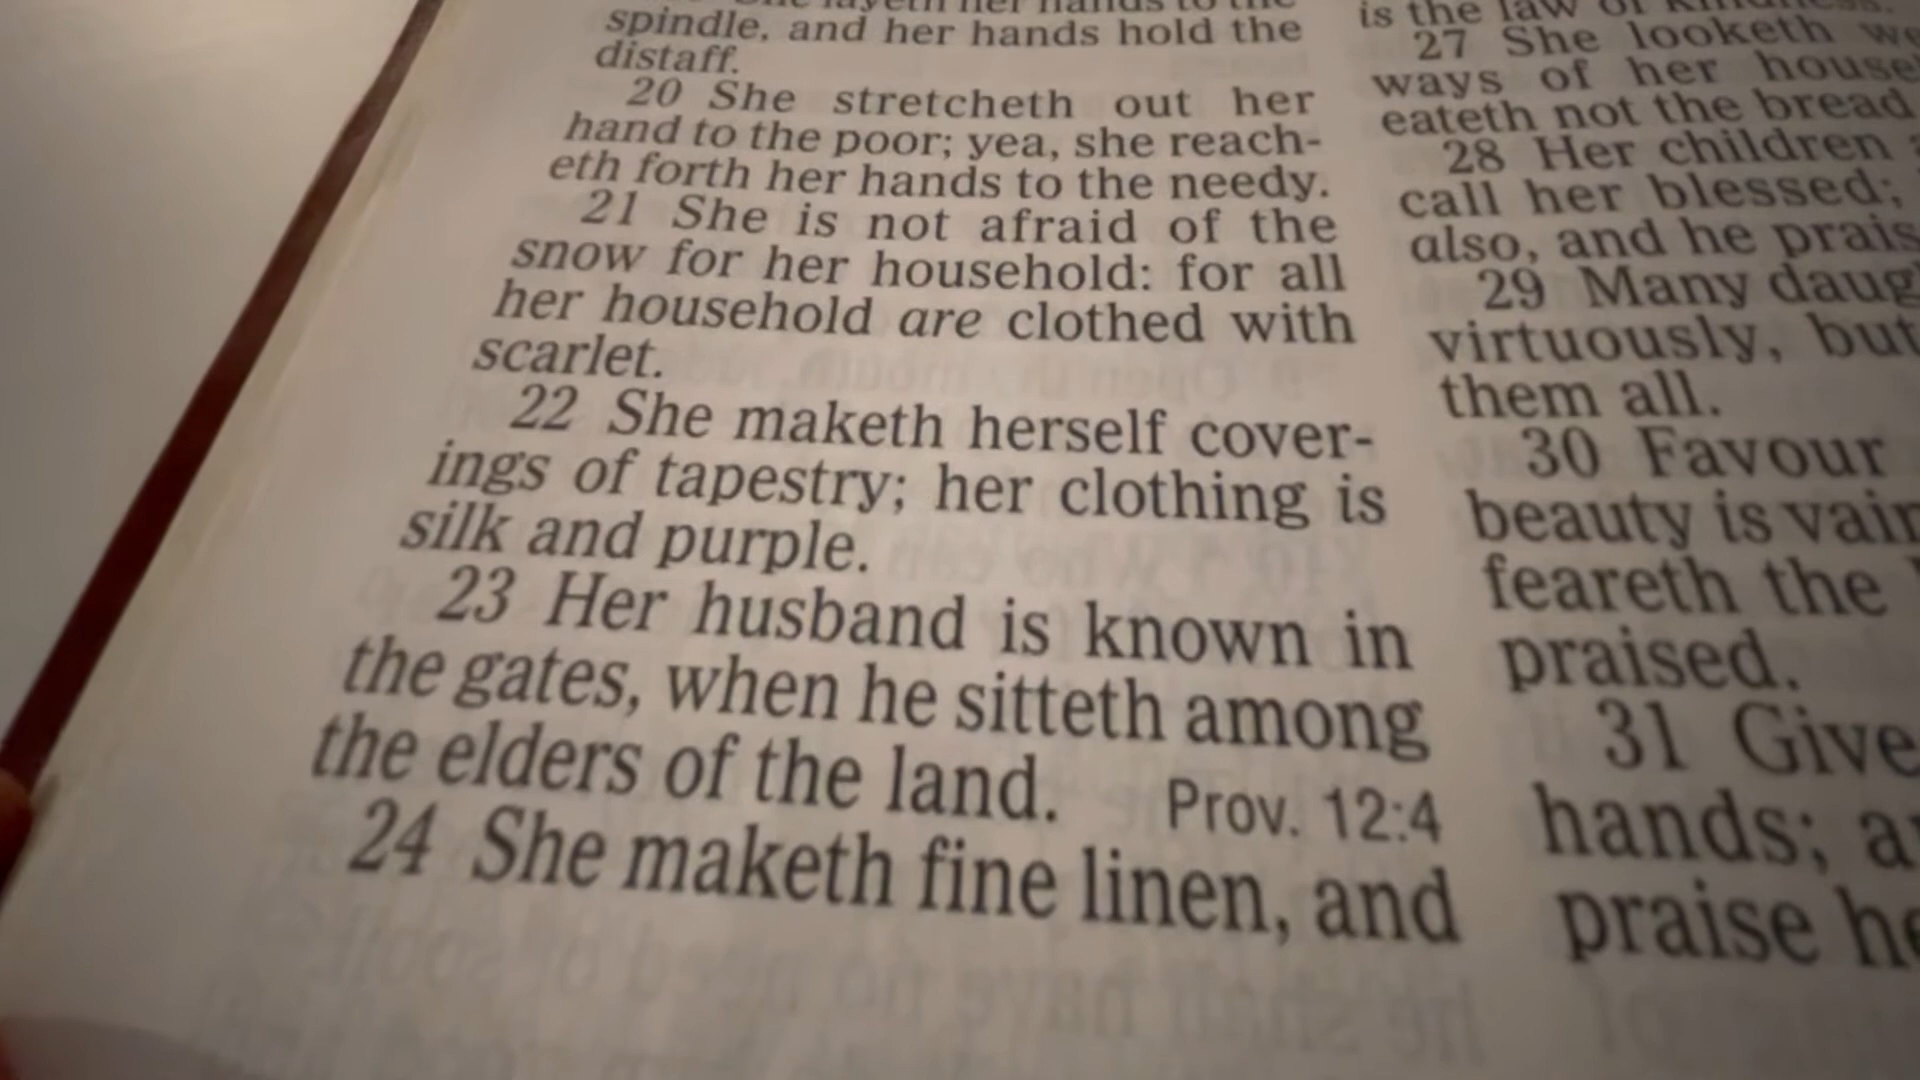 spindle, and her hands hold the
distaff.
20 She stretcheth out her
hand to the poor; yea, she reach-
eth forth her hands to the needy.
21 She is not afraid of the
snow for her household: for all
her household are clothed with
scarlet.
22 She maketh herself cover-
ings of tapestry; her clothing is
silk and purple.
23 Her husband is known in
the gates, when he sitteth among
the elders of the land. Prov. 12:4
24 She maketh fine linen, and
is the law of kindness.
27 She looketh
ways of her
eateth not the bread
28 Her children
call her blessed;
also, and he
29 Many
virtuously, but
them all.
30 Favour
beauty is
feareth the
praised.
31 Give
hands;
praise